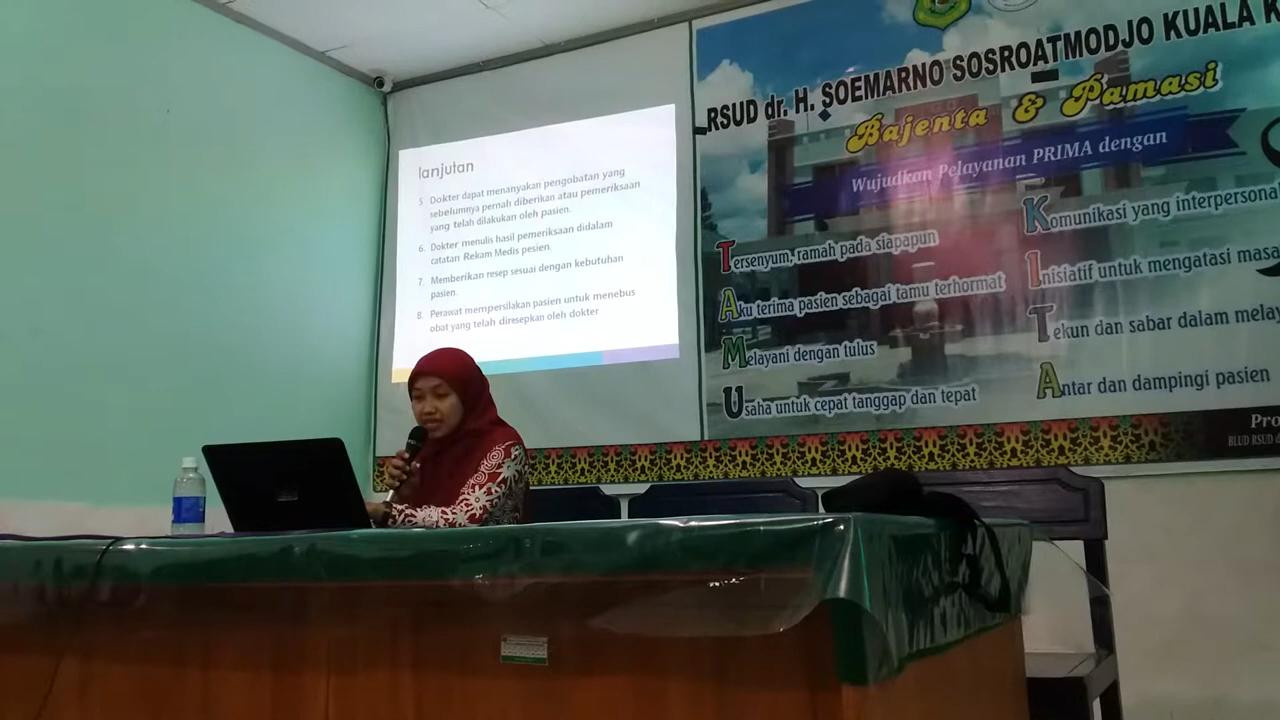 lanjutan
5 Dokter dapat menanyakan pengobatan yang
sebelumnya pernah diberikan atau pemeriksaan
yang telah dilakukan oleh pasien.
6. Dokter menulis hasil pemeriksaan didalam
catatan Rekam Medis pesien.
7. Memberikan resep sesuai dengan kebutuhan
pasien.
8. Perawat mempersilakan pasien untuk menebus
obat yang telah diresepkan oleh dokter
RSUD dr. H. SOEMARNO SOSROATMODJO KUALA K
Bajenta & Pamasi
Wujudkan Pelayanan PRIMA dengan
Tersenyum, ramah pada siapapun
Aku terima pasien sebagai tamu terhormat
Melayani dengan tulus
Usaha untuk cepat tanggap dan tepat
Komunikasi yang interpersona
Inisiatif untuk mengatasi masa
Tekun dan sabar dalam melay
Antar dan dampingi pasien
Pro
BLUD RSUD d